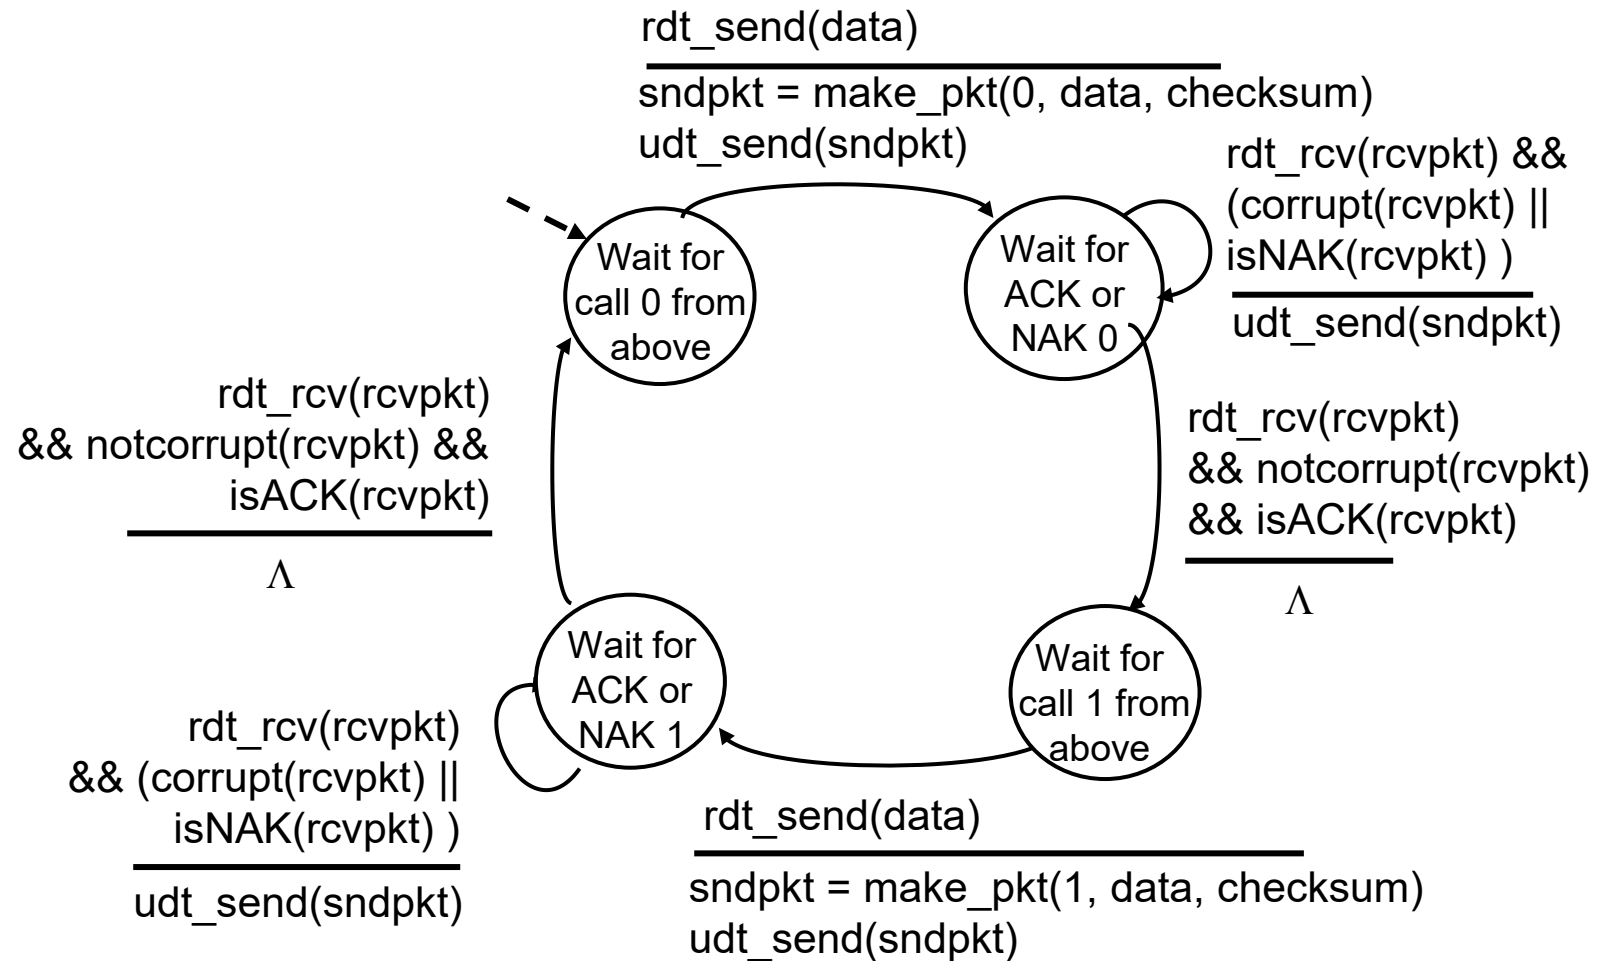 rdt_send(data)
sndpkt = make_pkt(0, data, checksum)
udt_send(sndpkt)
rdt_rcv(rcvpkt) &&
(corrupt(rcvpkt) ||
isNAK(rcvpkt) )
udt_send(sndpkt)
Wait for
call 0 from
above
Wait for
ACK or
NAK 0
rdt_rcv(rcvpkt)
&& notcorrupt(rcvpkt) &&
isACK(rcvpkt)
Λ
rdt_rcv(rcvpkt)
&& notcorrupt(rcvpkt)
&& isACK(rcvpkt)
Λ
Wait for
ACK or
NAK 1
Wait for
call 1 from
above
rdt_rcv(rcvpkt)
&& (corrupt(rcvpkt) ||
isNAK(rcvpkt) )
udt_send(sndpkt)
rdt_send(data)
sndpkt = make_pkt(1, data, checksum)
udt_send(sndpkt)